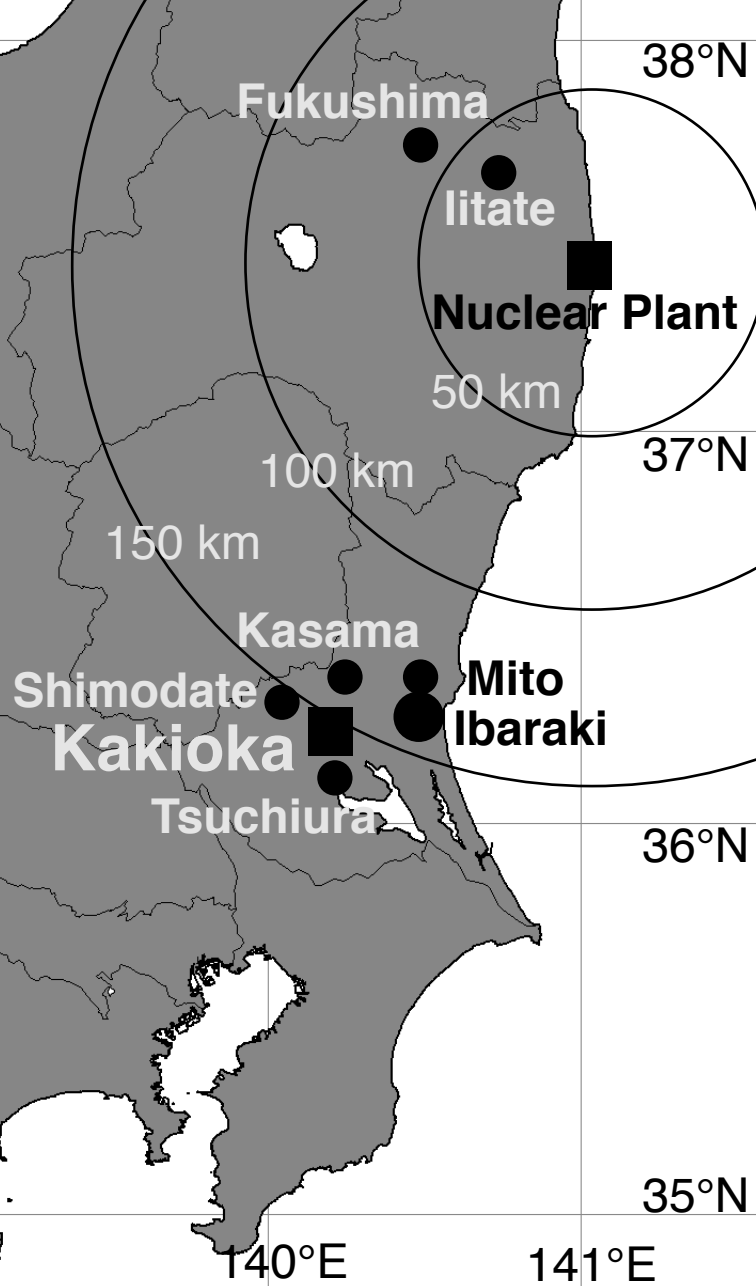 38°N
Fukushima
Iitate
Nuclear Plant
50 km
37°N
100 km
150 km
Kasama
Mito
Shimodate
Ibaraki
Kakioka
Tsuchiura
36°N
35°N
140°E
141°E